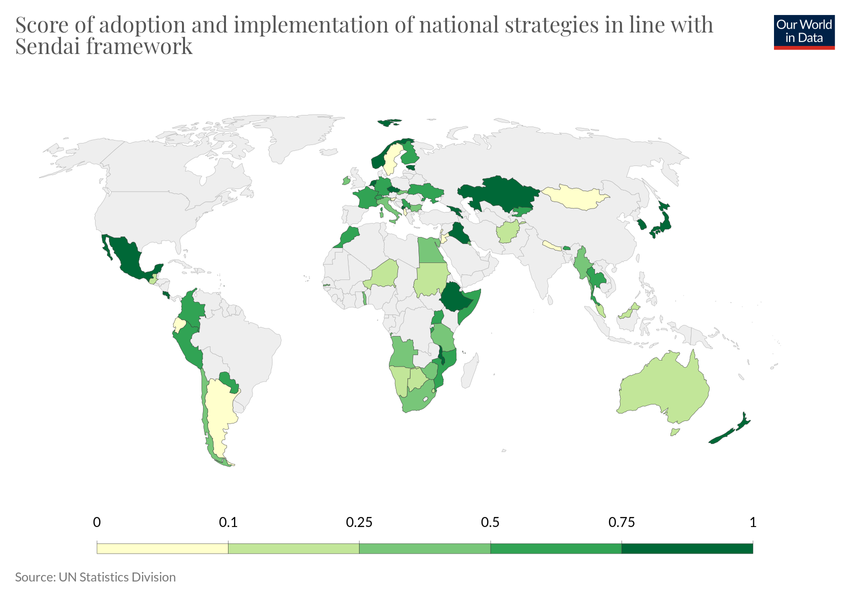 Score of adoption and implementation of national strategies in line with
Sendai framework
Our World
in Data
0 0.1 0.25 0.5 0.75 1
Source: UN Statistics Division